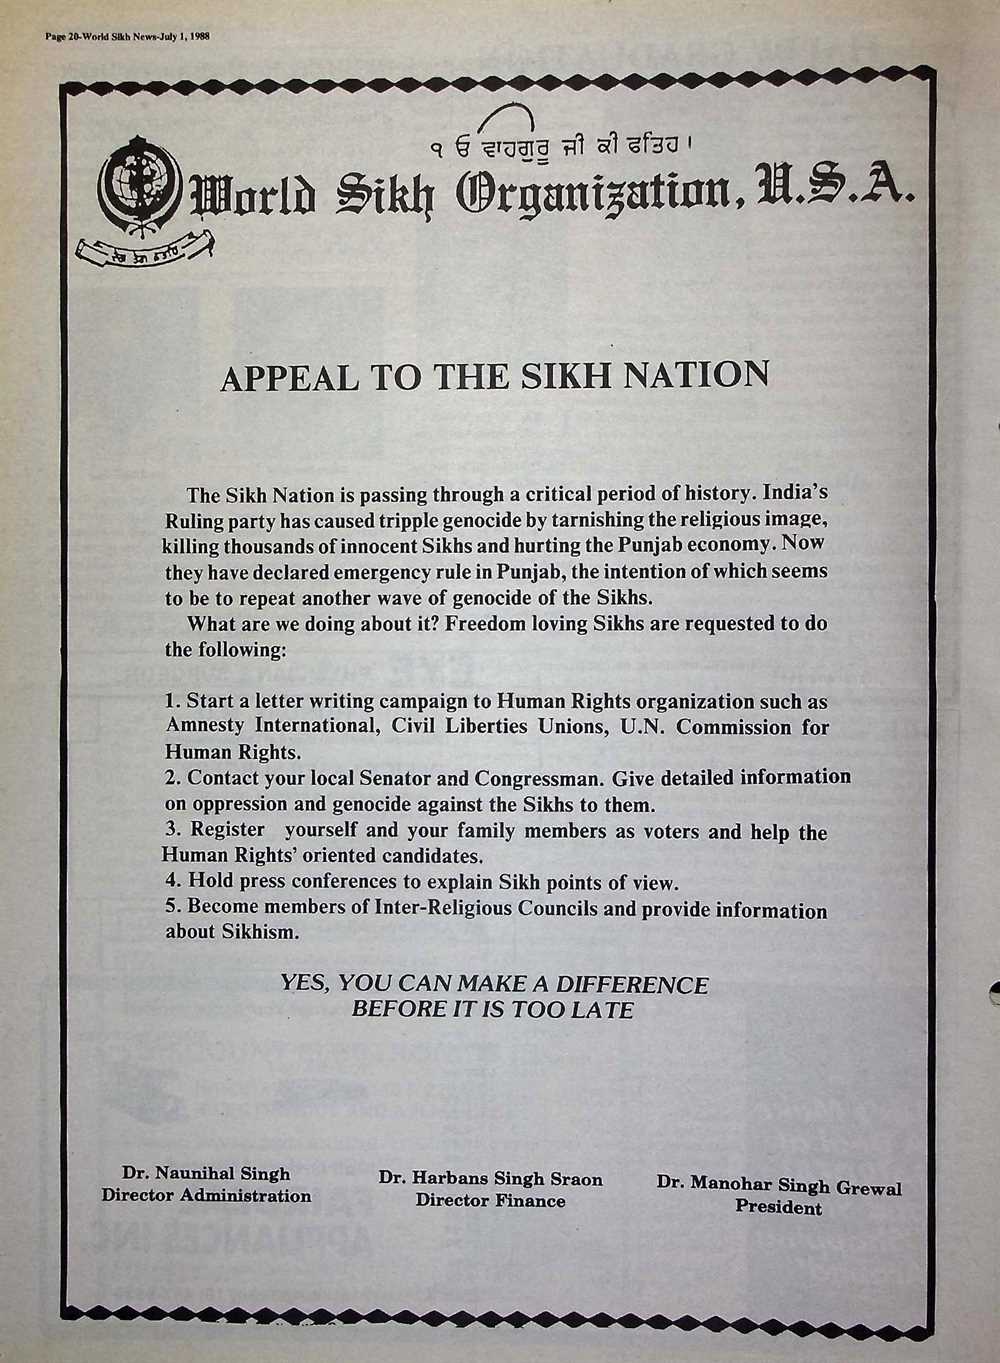 Page 20-World Sikh News-July 1, 1988
੧ ੳ ਵਾਹਗੁਰੂ ਜੀ ਕੀ ਫਤਿਹ।
World Sikh Organization, U.S.A.
ਦੇਗ ਤੇਗ ਫਤਹਿ
APPEAL TO THE SIKH NATION
The Sikh Nation is passing through a critical period of history. India's
Ruling party has caused tripple genocide by tarnishing the religious image,
killing thousands of innocent Sikhs and hurting the Punjab economy. Now
they have declared emergency rule in Punjab, the intention of which seems
to be to repeat another wave of genocide of the Sikhs.
What are we doing about it? Freedom loving Sikhs are requested to do
the following:
1. Start a letter writing campaign to Human Rights organization such as
Amnesty International, Civil Liberties Unions, U.N. Commission for
Human Rights.
2. Contact your local Senator and Congressman. Give detailed information
on oppression and genocide against the Sikhs to them.
3. Register yourself and your family members as voters and help the
Human Rights' oriented candidates.
4. Hold press conferences to explain Sikh points of view.
5. Become members of Inter-Religious Councils and provide information
about Sikhism.
YES, YOU CAN MAKE A DIFFERENCE
BEFORE IT IS TOO LATE
Dr. Naunihal Singh
Director Administration
Dr. Harbans Singh Sraon
Director Finance
Dr. Manohar Singh Grewal
President